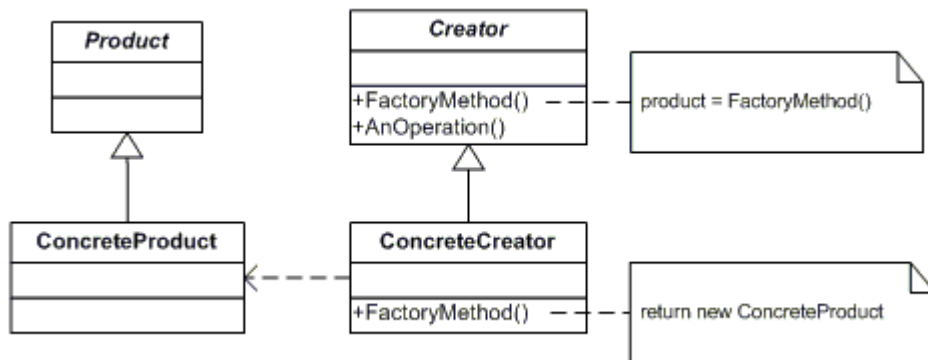 Product
Creator
+FactoryMethod()
+AnOperation()
product = FactoryMethod()
ConcreteProduct
ConcreteCreator
+FactoryMethod()
return new ConcreteProduct